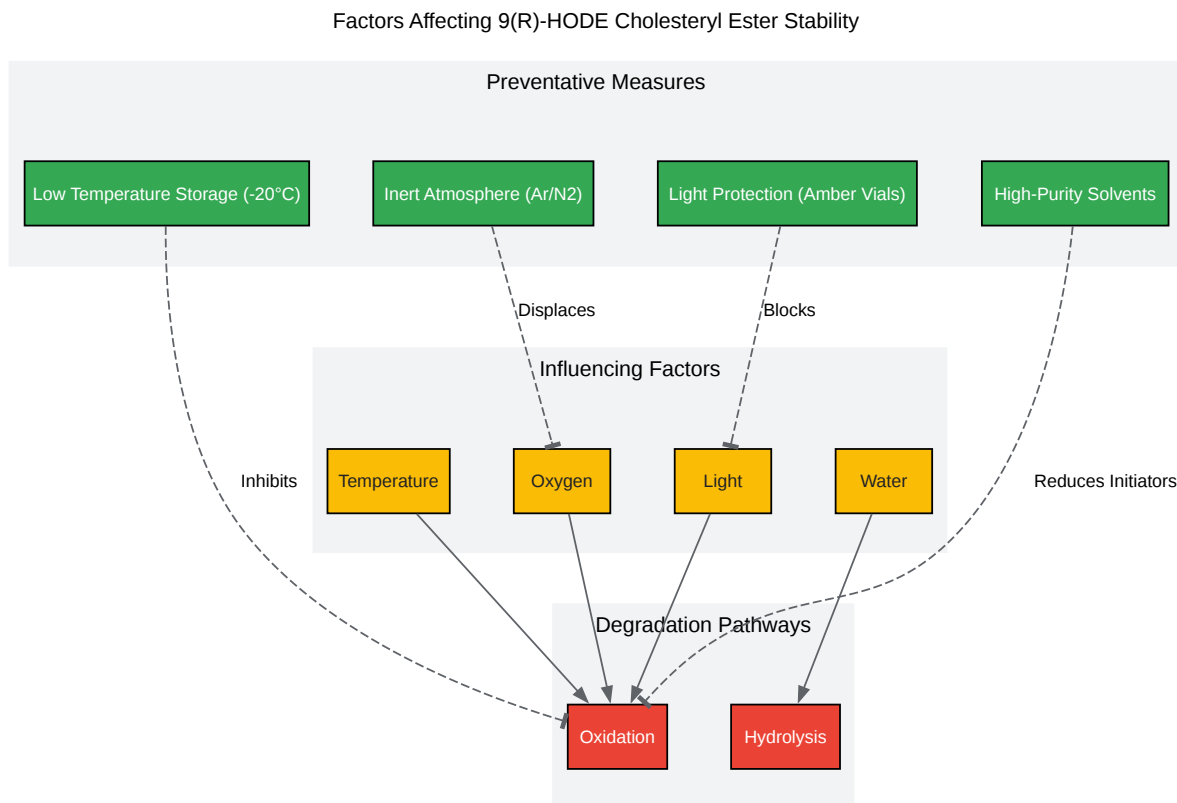 Factors Affecting 9(R)-HODE Cholesteryl Ester Stability
Preventative Measures
Low Temperature Storage (-20°C)
Inert Atmosphere (Ar/N2)
Light Protection (Amber Vials)
High-Purity Solvents
Displaces
Blocks
Influencing Factors
Inhibits
Temperature
Oxygen
Light
Water
Reduces Initiators
Degradation Pathways
Oxidation
Hydrolysis